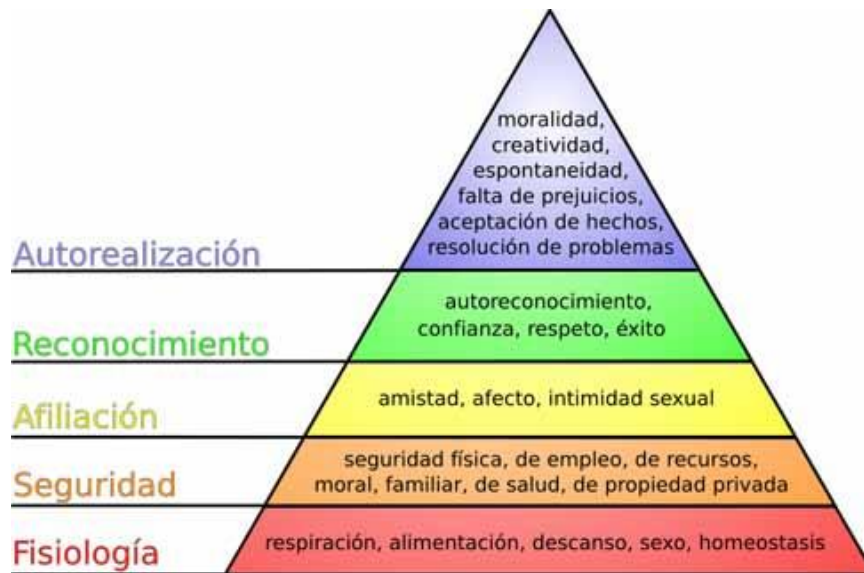 moralidad,
creatividad,
espontaneidad,
falta de prejuicios,
aceptación de hechos,
resolución de problemas
Autorealización
autoreconocimiento,
confianza, respeto, éxito
Reconocimiento
amistad, afecto, intimidad sexual
Afiliación
seguridad física, de empleo, de recursos,
moral, familiar, de salud, de propiedad privada
Seguridad
respiración, alimentación, descanso, sexo, homeostasis
Fisiología